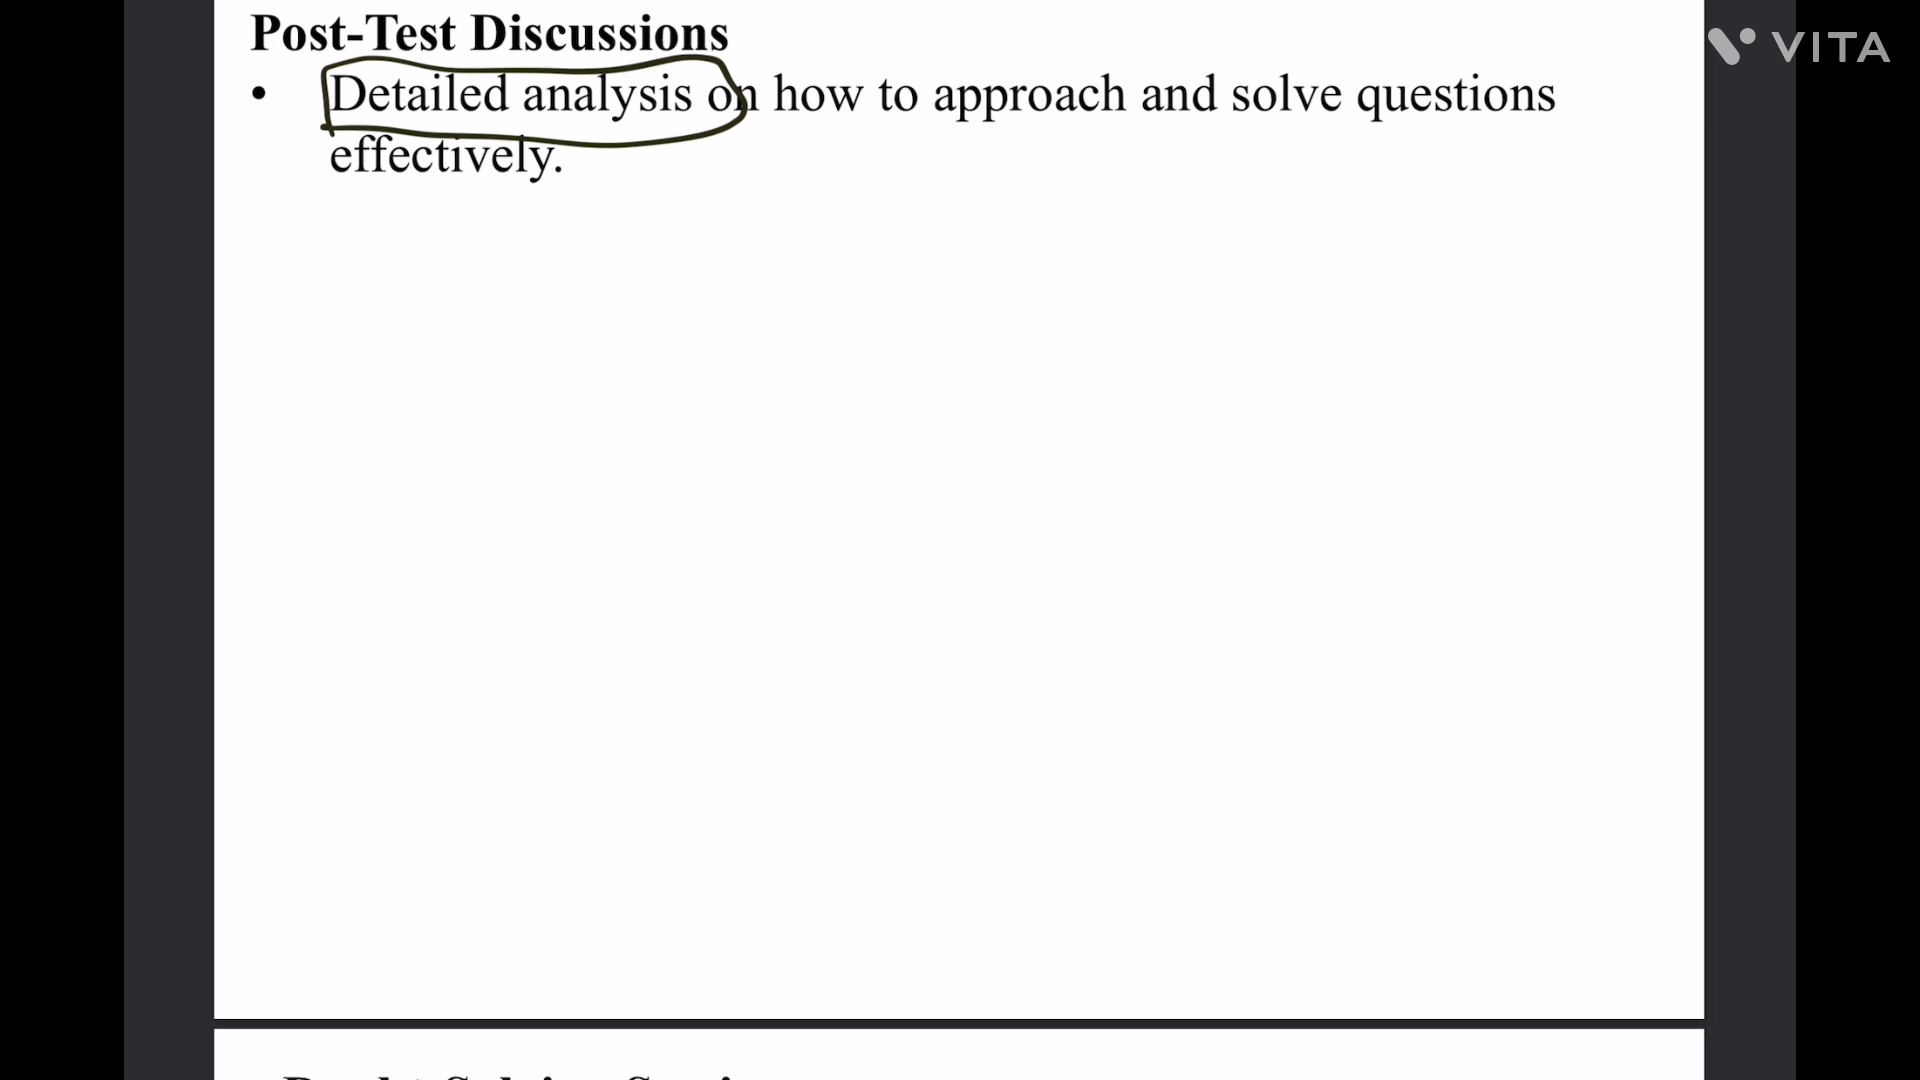 Post-Test Discussions
VITA
• Detailed analysis on how to approach and solve questions
effectively.